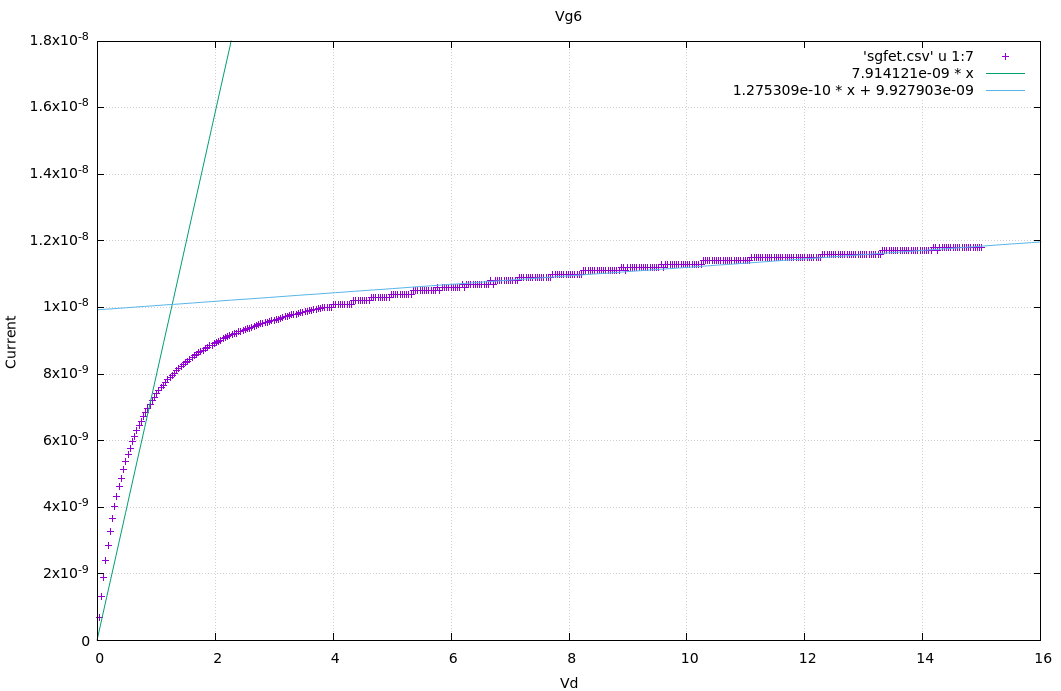 Vg6
1.8x10-8
1.6x10-8
1.4x10-8
1.2x10-8
1x10-8
8x10-9
6x10-9
4x10-9
2x10-9
0
Current
'sgfet.csv' u 1:7
7.914121e-09 * x
1.275309e-10 * x + 9.927903e-09
0 2 4 6 8 10 12 14 16
Vd